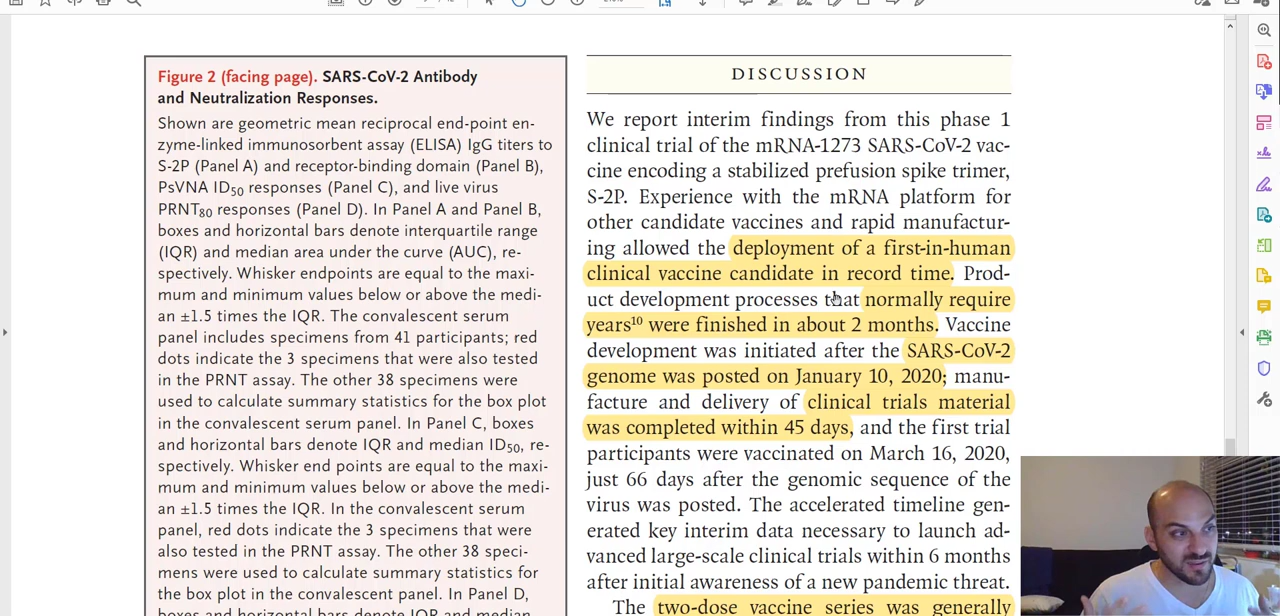 Figure 2 (facing page). SARS-CoV-2 Antibody
and Neutralization Responses.
Shown are geometric mean reciprocal end-point en-
zyme-linked immunosorbent assay (ELISA) IgG titers to
S-2P (Panel A) and receptor-binding domain (Panel B),
PsVNA ID50 responses (Panel C), and live virus
PRNT80 responses (Panel D). In Panel A and Panel B,
boxes and horizontal bars denote interquartile range
(IQR) and median area under the curve (AUC), re-
spectively. Whisker endpoints are equal to the maxi-
mum and minimum values below or above the medi-
an ±1.5 times the IQR. The convalescent serum
panel includes specimens from 41 participants; red
dots indicate the 3 specimens that were also tested
in the PRNT assay. The other 38 specimens were
used to calculate summary statistics for the box plot
in the convalescent serum panel. In Panel C, boxes
and horizontal bars denote IQR and median ID50, re-
spectively. Whisker end points are equal to the maxi-
mum and minimum values below or above the medi-
an ±1.5 times the IQR. In the convalescent serum
panel, red dots indicate the 3 specimens that were
also tested in the PRNT assay. The other 38 speci-
mens were used to calculate summary statistics for
the box plot in the convalescent panel. In Panel D,
boxes and horizontal bars denote IQR and median
DISCUSSION
We report interim findings from this phase 1
clinical trial of the mRNA-1273 SARS-CoV-2 vac-
cine encoding a stabilized prefusion spike trimer,
S-2P. Experience with the mRNA platform for
other candidate vaccines and rapid manufactur-
ing allowed the deployment of a first-in-human
clinical vaccine candidate in record time. Prod-
uct development processes that normally require
years10 were finished in about 2 months. Vaccine
development was initiated after the SARS-CoV-2
genome was posted on January 10, 2020; manu-
facture and delivery of clinical trials material
was completed within 45 days, and the first trial
participants were vaccinated on March 16, 2020,
just 66 days after the genomic sequence of the
virus was posted. The accelerated timeline gen-
erated key interim data necessary to launch ad-
vanced large-scale clinical trials within 6 months
after initial awareness of a new pandemic threat.
The two-dose vaccine series was generally